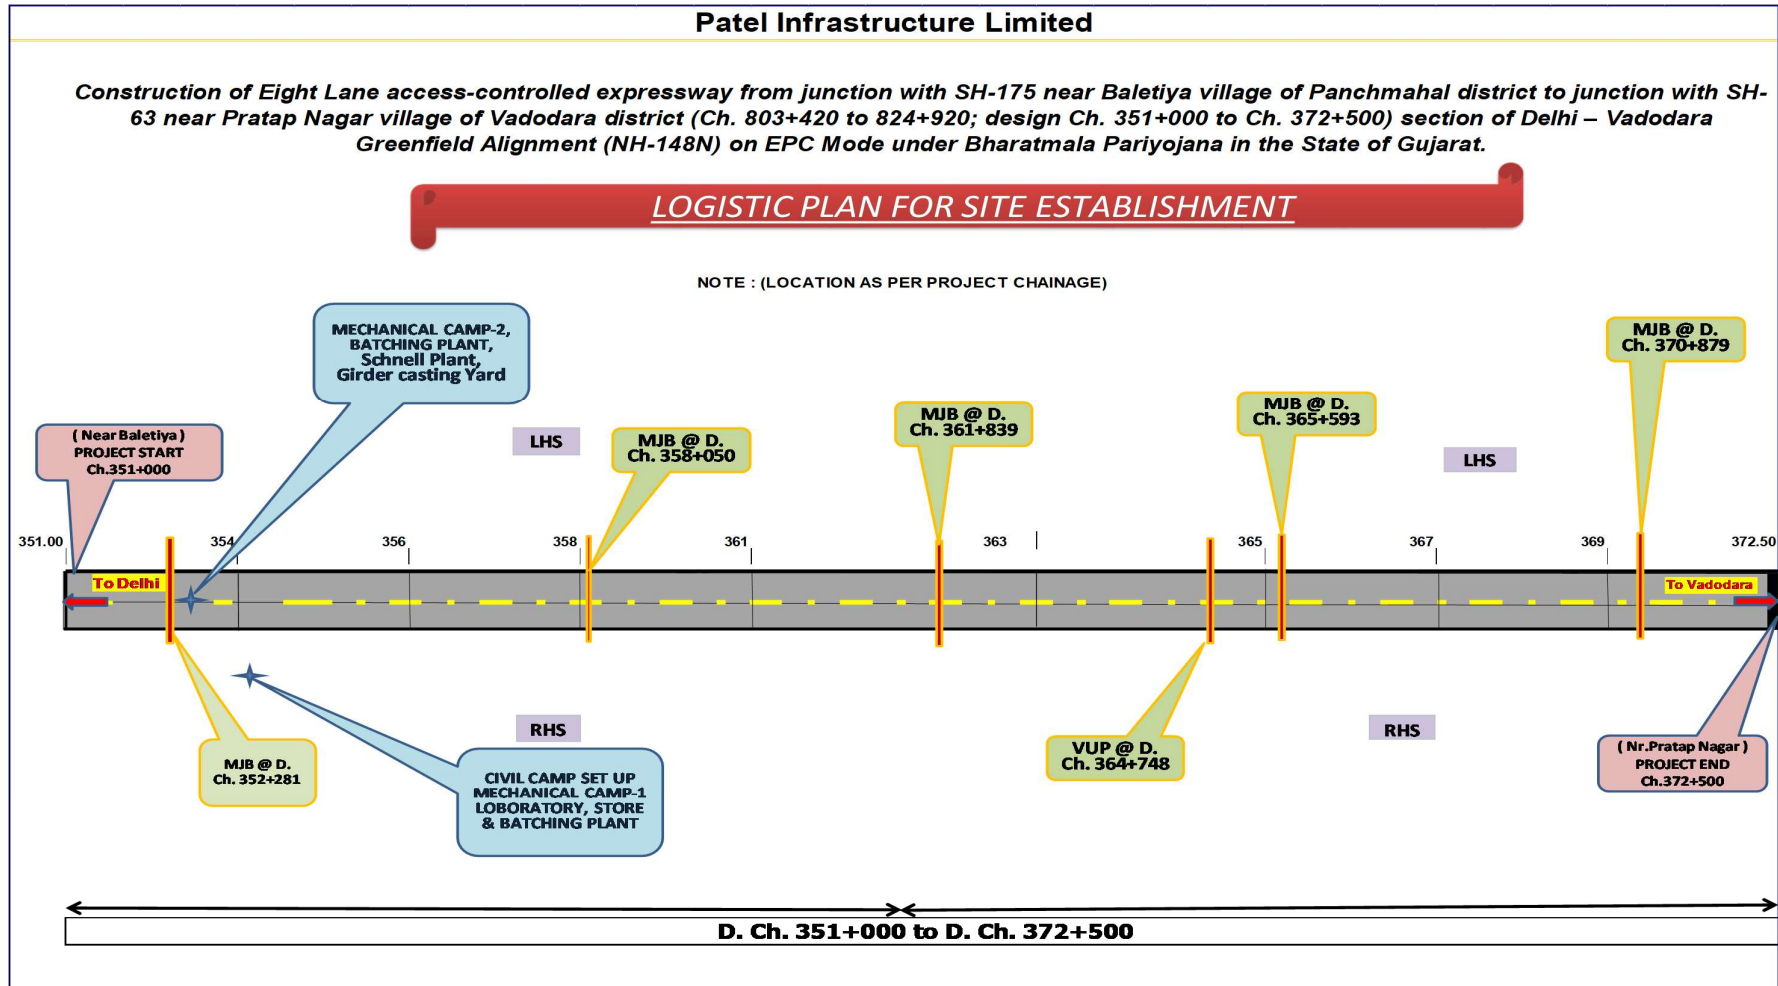 Patel Infrastructure Limited
Construction of Eight Lane access-controlled expressway from junction with SH-175 near Baletiya village of Panchmahal district to junction with SH-
63 near Pratap Nagar village of Vadodara district (Ch. 803+420 to 824+920; design Ch. 351+000 to Ch. 372+500) section of Delhi – Vadodara
Greenfield Alignment (NH-148N) on EPC Mode under Bharatmala Pariyojana in the State of Gujarat.
LOGISTIC PLAN FOR SITE ESTABLISHMENT
NOTE : (LOCATION AS PER PROJECT CHAINAGE)
MECHANICAL CAMP-2,
BATCHING PLANT,
Schnell Plant,
Girder casting Yard
MJB @ D.
Ch. 370+879
MJB @ D.
Ch. 365+593
MJB @ D.
Ch. 361+839
( Near Baletiya )
PROJECT START
Ch.351+000
LHS
MJB @ D.
Ch. 358+050
LHS
351.00
354
356
358
361
363
365
367
369
372.50
To Delhi
To Vadodara
RHS
RHS
MJB @ D.
Ch. 352+281
CIVIL CAMP SET UP
MECHANICAL CAMP-1
LOBORATORY, STORE
& BATCHING PLANT
VUP @ D.
Ch. 364+748
( Nr.Pratap Nagar )
PROJECT END
Ch.372+500
D. Ch. 351+000 to D. Ch. 372+500